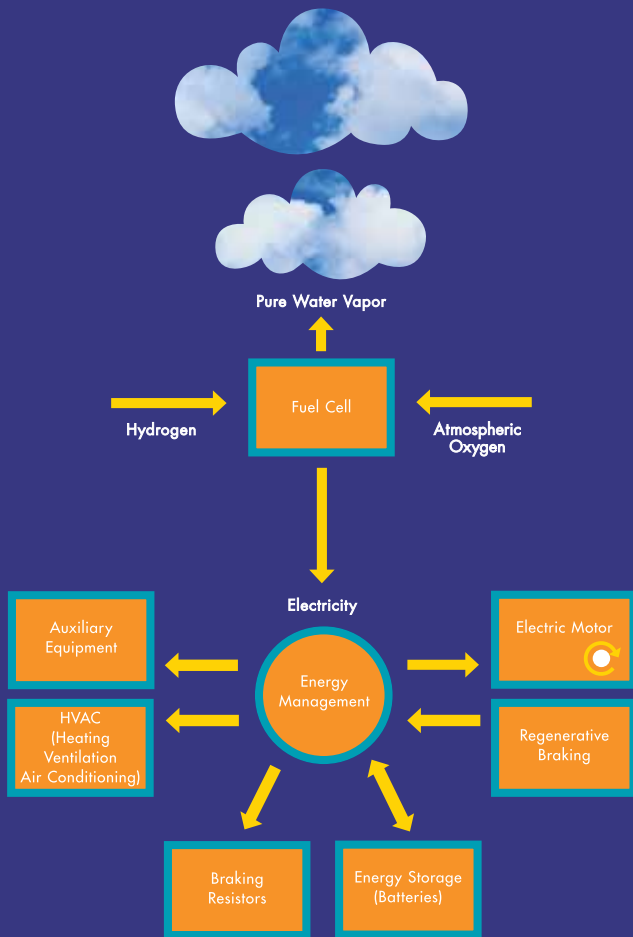 Pure Water Vapor
Fuel Cell
Hydrogen
Atmospheric
Oxygen
Electricity
Auxiliary
Equipment
Energy
Management
Electric Motor
HVAC
(Heating
Ventilation
Air Conditioning)
Regenerative
Braking
Braking
Resistors
Energy Storage
(Batteries)